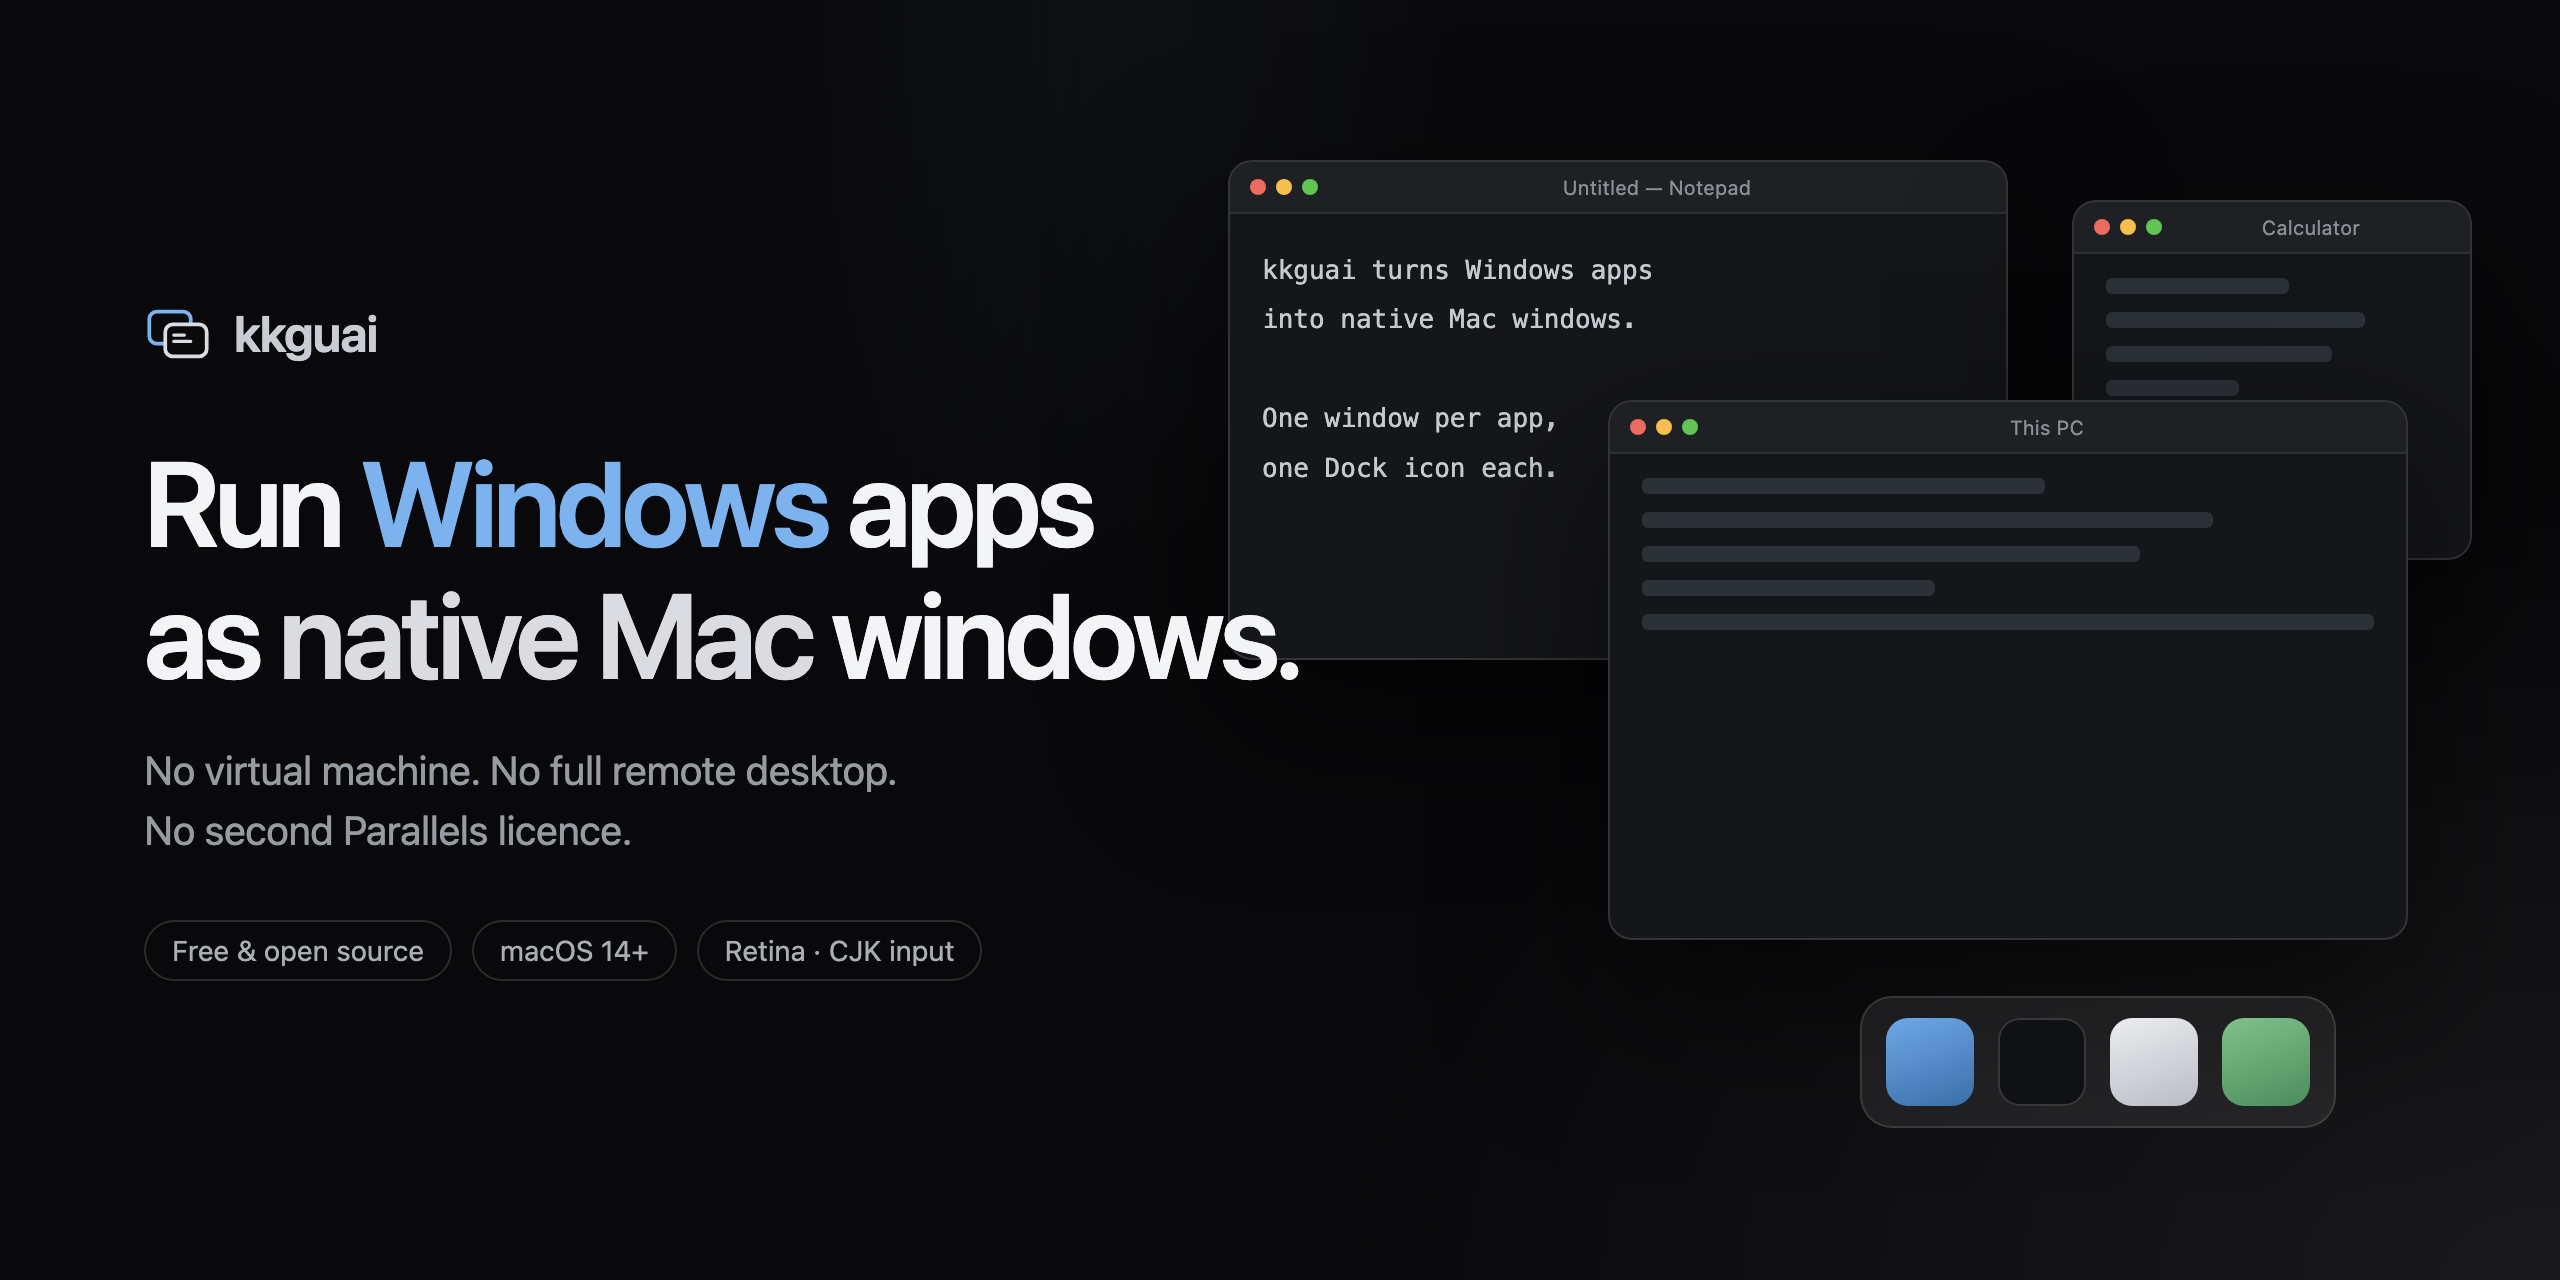 kkguai
Run Windows apps
as native Mac windows.
No virtual machine. No full remote desktop.
No second Parallels licence.
Free & open source
macOS 14+
Retina · CJK input
Untitled — Notepad
kkguai turns Windows apps
into native Mac windows.
One window per app,
one Dock icon each.
Calculator
This PC